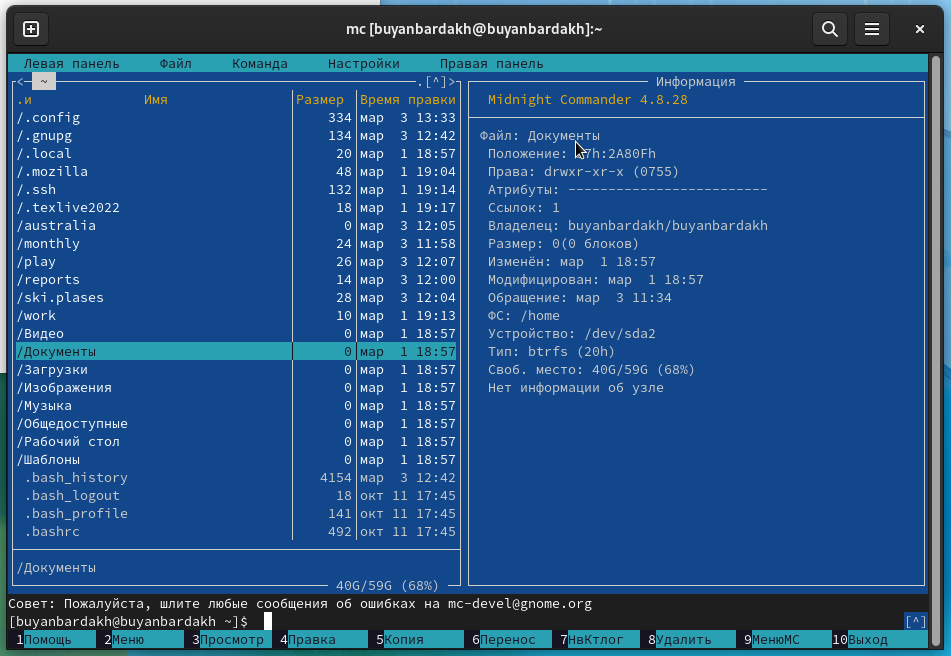 mc [buyanbardakh@buyanbardakh]:~
Левая панель Файл Команда Настройки Правая панель
<─ ~ .[^]>
.и Имя Размер Время правки
/.config 334 мар 3 13:33
/.gnupg 134 мар 3 12:42
/.local 20 мар 1 18:57
/.mozilla 48 мар 1 19:04
/.ssh 132 мар 1 19:14
/.texlive2022 18 мар 1 19:17
/australia 0 мар 3 12:05
/monthly 24 мар 3 11:58
/play 26 мар 3 12:07
/reports 14 мар 3 12:00
/ski.plases 28 мар 3 12:04
/work 10 мар 1 19:13
/Видео 0 мар 1 18:57
/Документы 0 мар 1 18:57
/Загрузки 0 мар 1 18:57
/Изображения 0 мар 1 18:57
/Музыка 0 мар 1 18:57
/Общедоступные 0 мар 1 18:57
/Рабочий стол 0 мар 1 18:57
/Шаблоны 0 мар 1 18:57
.bash_history 4154 мар 3 12:42
.bash_logout 18 окт 11 17:45
.bash_profile 141 окт 11 17:45
.bashrc 492 окт 11 17:45
/Документы
40G/59G (68%)
Информация
Midnight Commander 4.8.28
Файл: Документы
Положение: 7h:2A80Fh
Права: drwxr-xr-x (0755)
Атрибуты: -------------------------
Ссылок: 1
Владелец: buyanbardakh/buyanbardakh
Размер: 0(0 блоков)
Изменён: мар 1 18:57
Модифицирован: мар 1 18:57
Обращение: мар 3 11:34
ФС: /home
Устройство: /dev/sda2
Тип: btrfs (20h)
Своб. место: 40G/59G (68%)
Нет информации об узле
Совет: Пожалуйста, шлите любые сообщения об ошибках на mc-devel@gnome.org
[buyanbardakh@buyanbardakh ~]$ [^]
1Помощь 2Меню 3Просмотр 4Правка 5Копия 6Перенос 7НвКтлог 8Удалить 9МенюMC 10Выход